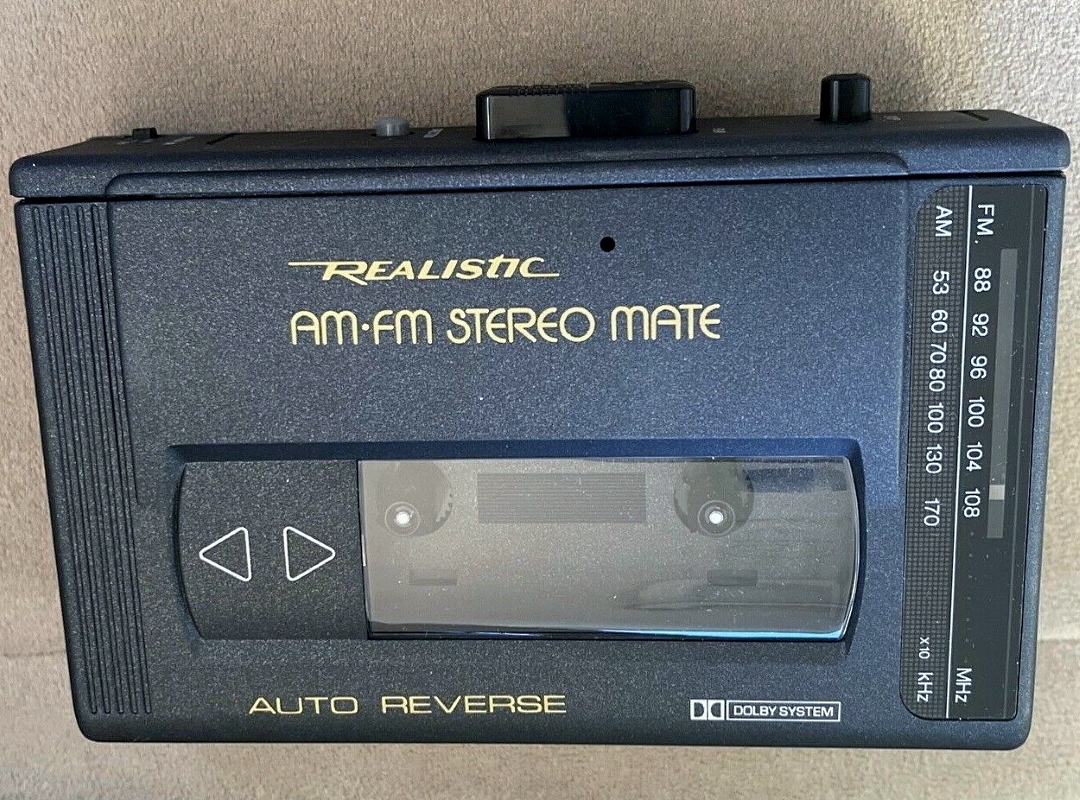 REALISTIC
AM·FM STEREO MATE
AUTO REVERSE
DOLBY SYSTEM
FM. 88 92 96 100 104 108 MHz
AM 53 60 70 80 100 130 170 x10 kHz